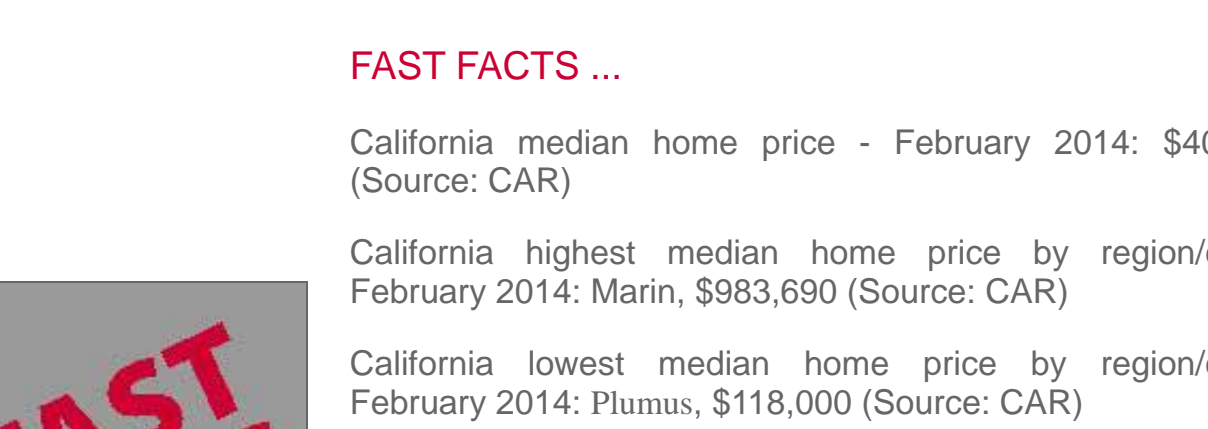 FAST FACTS ...
California median home price - February 2014: $40
(Source: CAR)
California highest median home price by region/
February 2014: Marin, $983,690 (Source: CAR)
California lowest median home price by region/
February 2014: Plumus, $118,000 (Source: CAR)
FAST